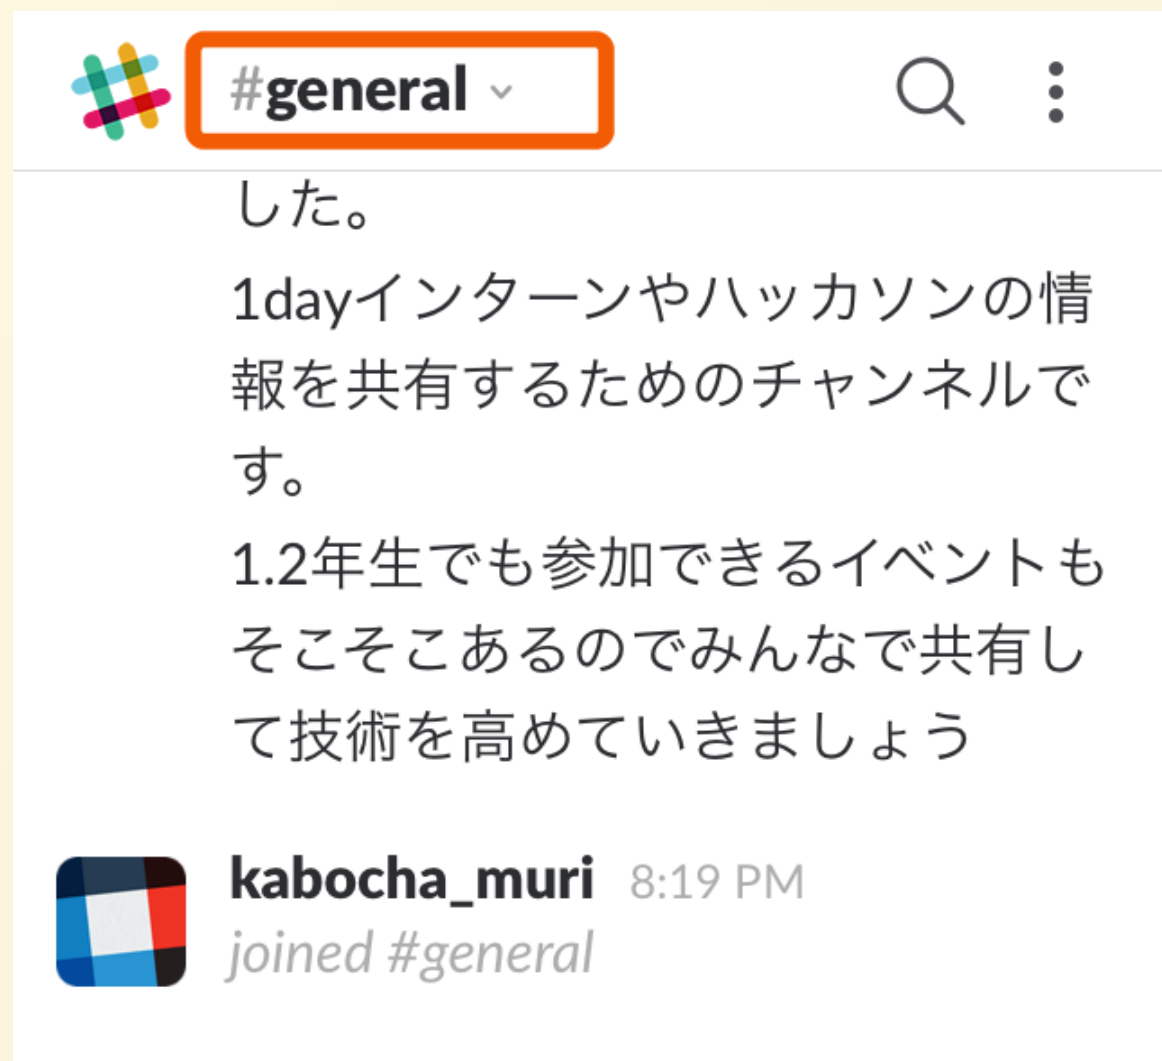 #general
した。
1dayインターンやハッカソンの情
報を共有するためのチャンネルで
す。
1.2年生でも参加できるイベントも
そこそこあるのでみんなで共有し
て技術を高めていきましょう
kabocha_muri 8:19 PM
joined #general